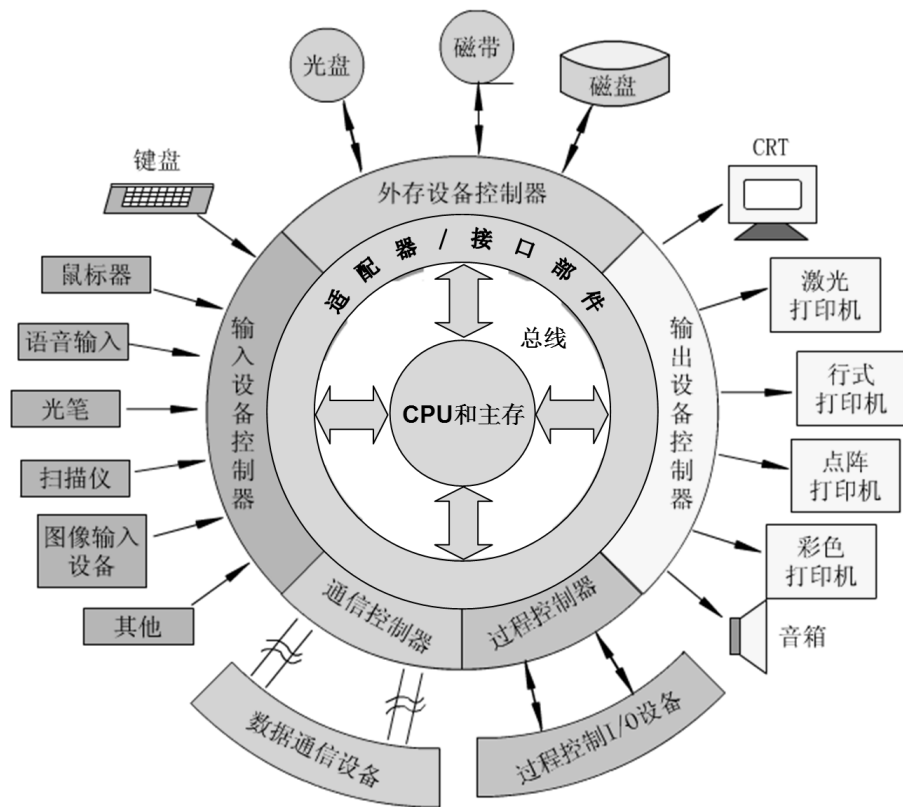 光盘
磁带
磁盘
键盘
CRT
外存设备控制器
适配器/接口部件
鼠标器
语音输入
光笔
扫描仪
图像输入
设备
其他
输入设备控制器
总线
CPU和主存
输出设备控制器
激光
打印机
行式
打印机
点阵
打印机
彩色
打印机
音箱
通信控制器
过程控制器
数据通信设备
过程控制I/O设备